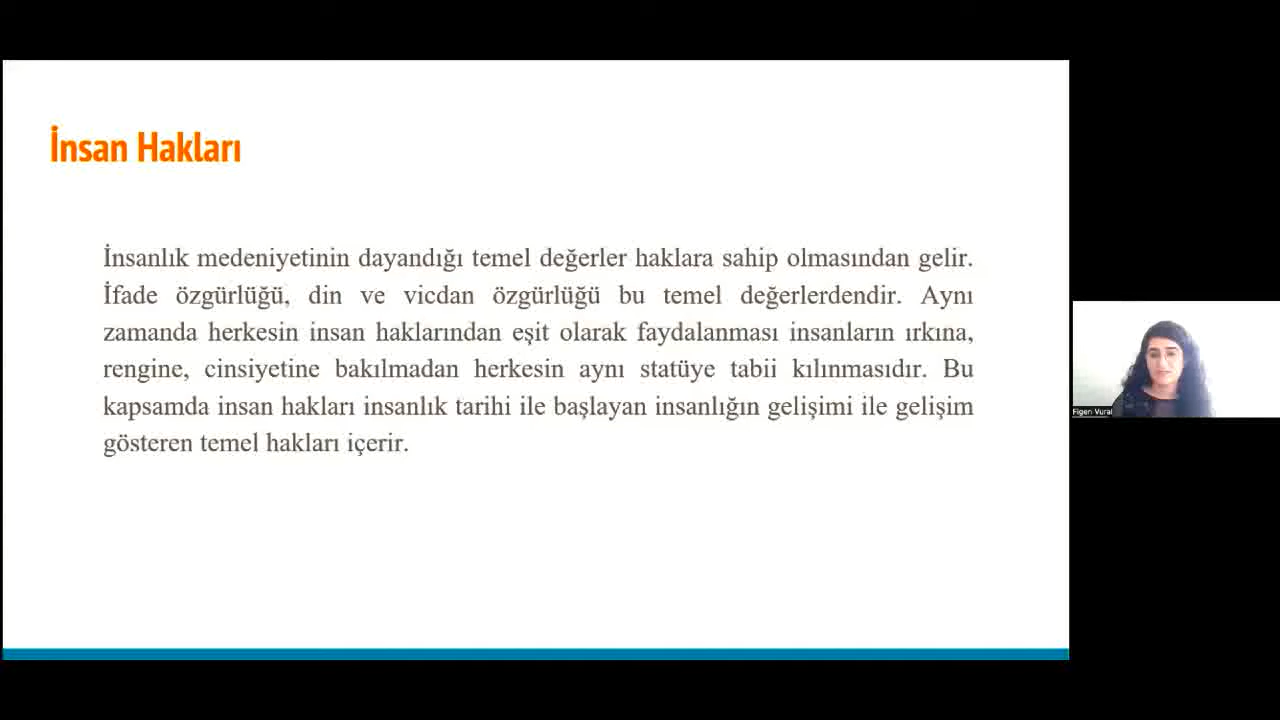 İnsan Hakları
İnsanlık medeniyetinin dayandığı temel değerler haklara sahip olmasından gelir.
İfade özgürlüğü, din ve vicdan özgürlüğü bu temel değerlerdendir. Aynı
zamanda herkesin insan haklarından eşit olarak faydalanması insanların ırkına,
rengine, cinsiyetine bakılmadan herkesin aynı statüye tabii kılınmasıdır. Bu
kapsamda insan hakları insanlık tarihi ile başlayan insanlığın gelişimi ile gelişim
gösteren temel hakları içerir.
Figen Vural